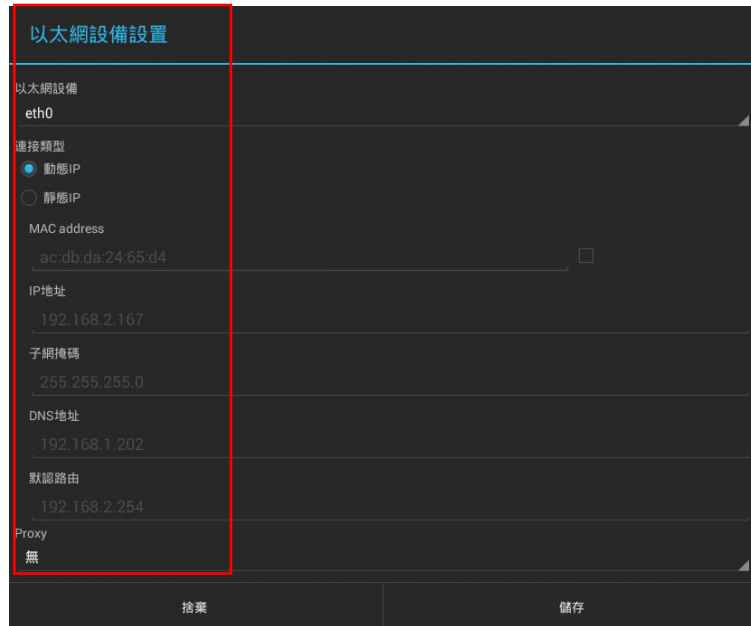 以太網設備設置
以太網設備
eth0
連接類型
動態IP
靜態IP
MAC address
ac:db:da:24:65:d4
IP地址
192.168.2.167
子網掩碼
255.255.255.0
DNS地址
192.168.1.202
默認路由
192.168.2.254
Proxy
無
捨棄
儲存